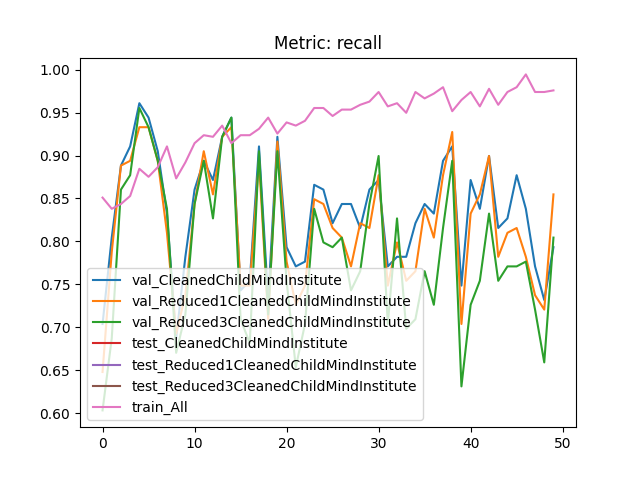 Metric: recall
1.00
0.95
0.90
0.85
0.80
0.75
0.70
0.65
0.60
val_CleanedChildMindInstitute
val_Reduced1CleanedChildMindInstitute
val_Reduced3CleanedChildMindInstitute
test_CleanedChildMindInstitute
test_Reduced1CleanedChildMindInstitute
test_Reduced3CleanedChildMindInstitute
train_All
0 10 20 30 40 50